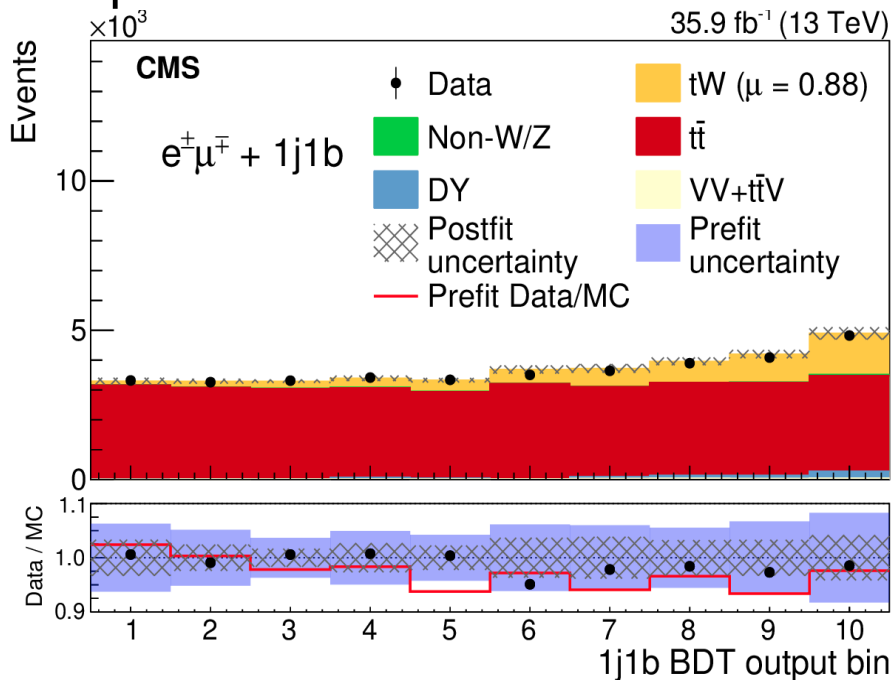 ×10³ 35.9 fb⁻¹ (13 TeV)
CMS
Events
e±μ∓ + 1j1b
Data
tW (μ = 0.88)
Non-W/Z
tt̄
DY
VV+tt̄V
Postfit
uncertainty
Prefit
uncertainty
Prefit Data/MC
10
5
0
Data / MC
1.1
1.0
0.9
1 2 3 4 5 6 7 8 9 10
1j1b BDT output bin